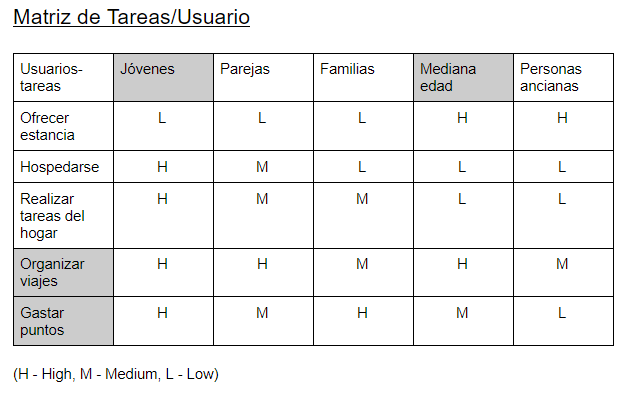 Matriz de Tareas/Usuario
Usuarios-tareas Jóvenes Parejas Familias Mediana edad Personas ancianas
Ofrecer estancia L L L H H
Hospedarse H M L L L
Realizar tareas del hogar H M M L L
Organizar viajes H H M H M
Gastar puntos H M H M L
(H - High, M - Medium, L - Low)